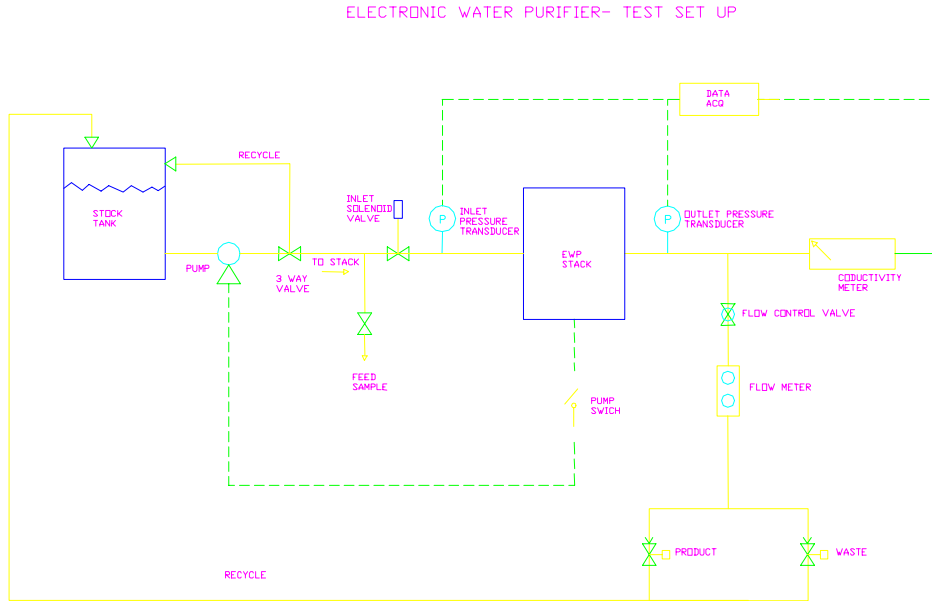 ELECTRONIC WATER PURIFIER- TEST SET UP
DATA
ACQ
RECYCLE
INLET
SOLENOID
VALVE
P
INLET
PRESSURE
TRANSDUCER
P
OUTLET PRESSURE
TRANSDUCER
STOCK
TANK
PUMP
3 WAY
VALVE
TO STACK
EWP
STACK
CODUCTIVITY
METER
FLOW CONTROL VALVE
FEED
SAMPLE
FLOW METER
PUMP
SWICH
PRODUCT
WASTE
RECYCLE